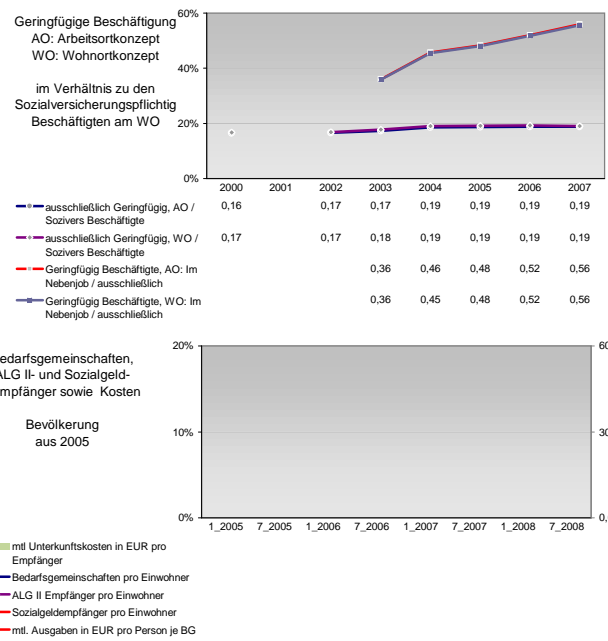 Geringfügige Beschäftigung
AO: Arbeitsortkonzept
WO: Wohnortkonzept
im Verhältnis zu den
Sozialversicherungspflichtig
Beschäftigten am WO
60%
40%
20%
0%
2000 2001 2002 2003 2004 2005 2006 2007
ausschließlich Geringfügig, AO /
Sozivers Beschäftigte
0,16 0,17 0,17 0,19 0,19 0,19 0,19
ausschließlich Geringfügig, WO /
Sozivers Beschäftigte
0,17 0,17 0,18 0,19 0,19 0,19 0,19
Geringfügig Beschäftigte, AO: Im
Nebenjob / ausschließlich
0,36 0,46 0,48 0,52 0,56
Geringfügig Beschäftigte, WO: Im
Nebenjob / ausschließlich
0,36 0,45 0,48 0,52 0,56
edarfsgemeinschaften,
ALG II- und Sozialgeld-
mpfänger sowie Kosten
Bevölkerung
aus 2005
20%
10%
0%
60
30
0,
1_2005 7_2005 1_2006 7_2006 1_2007 7_2007 1_2008 7_2008
mtl Unterkunftskosten in EUR pro
Empfänger
Bedarfsgemeinschaften pro Einwohner
ALG II Empfänger pro Einwohner
Sozialgeldempfänger pro Einwohner
mtl. Ausgaben in EUR pro Person je BG